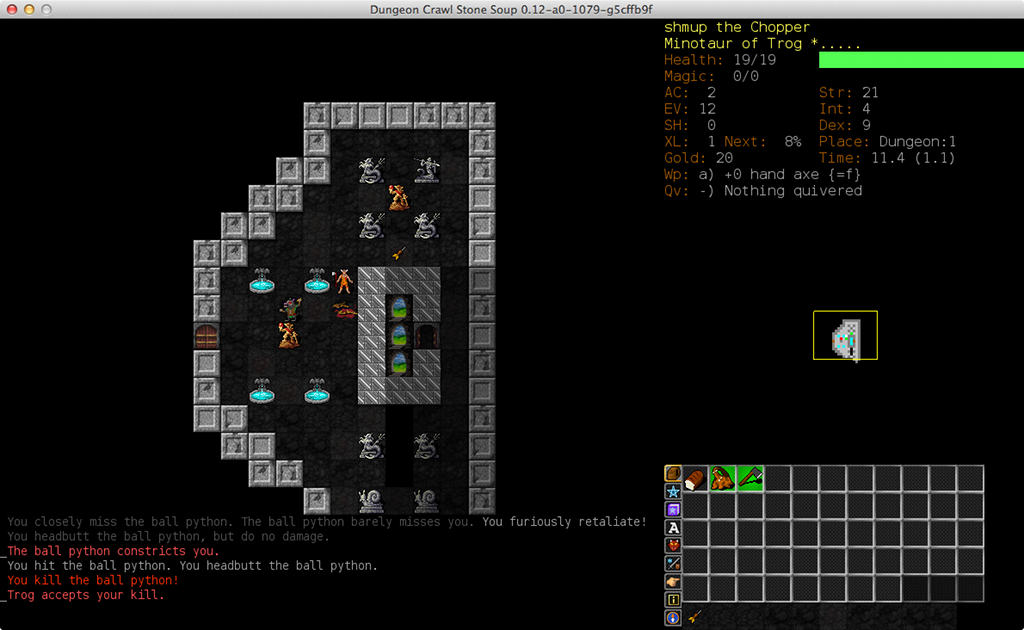 Dungeon Crawl Stone Soup 0.12-a0-1079-g5cffb9f
shmup the Chopper
Minotaur of Trog *.....
Health: 19/19
Magic: 0/0
AC: 2 Str: 21
EV: 12 Int: 4
SH: 0 Dex: 9
XL: 1 Next: 8% Place: Dungeon:1
Gold: 20 Time: 11.4 (1.1)
Wp: a) +0 hand axe {=f}
Qv: -) Nothing quivered
You closely miss the ball python. The ball python barely misses you. You furiously retaliate!
You headbutt the ball python, but do no damage.
_The ball python constricts you.
You hit the ball python. You headbutt the ball python.
You kill the ball python!
_Trog accepts your kill.